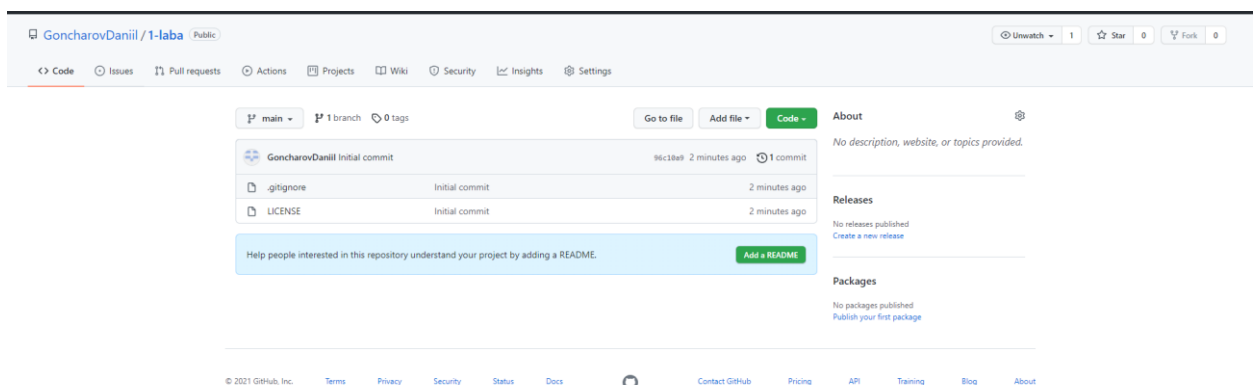 GoncharovDaniil / 1-laba Public
Unwatch 1 Star 0 Fork 0
Code Issues Pull requests Actions Projects Wiki Security Insights Settings
main 1 branch 0 tags Go to file Add file Code
GoncharovDaniil Initial commit 96c18e9 2 minutes ago 1 commit
.gitignore Initial commit 2 minutes ago
LICENSE Initial commit 2 minutes ago
Help people interested in this repository understand your project by adding a README. Add a README
About
No description, website, or topics provided.
Releases
No releases published
Create a new release
Packages
No packages published
Publish your first package
© 2021 GitHub, Inc. Terms Privacy Security Status Docs Contact GitHub Pricing API Training Blog About